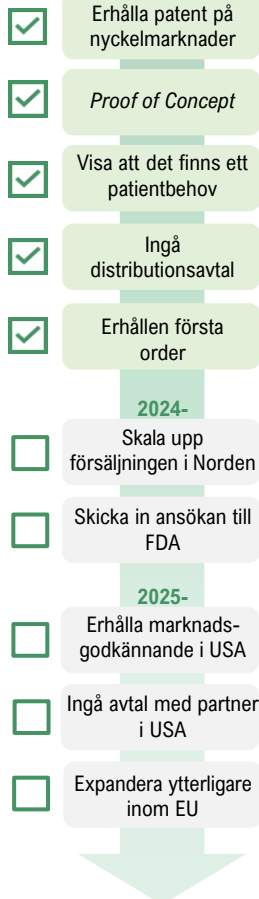 Erhålla patent på
nyckelmarknader
Proof of Concept
Visa att det finns ett
patientbehov
Ingå
distributionsavtal
Erhållen första
order
2024-
Skala upp
försäljningen i Norden
Skicka in ansökan till
FDA
2025-
Erhålla marknads-
godkännande i USA
Ingå avtal med partner
i USA
Expandera ytterligare
inom EU